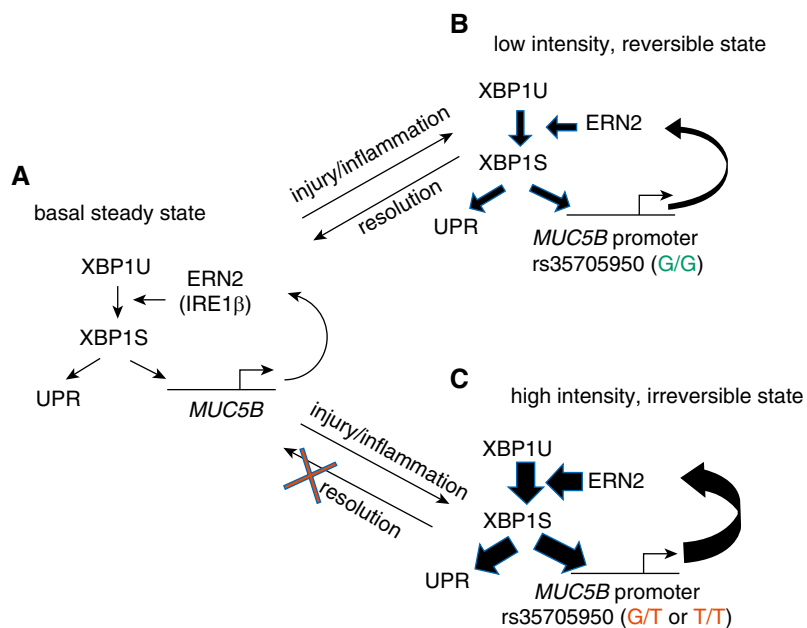 A
basal steady state
XBP1U
ERN2
(IRE1β)
XBP1S
UPR
MUC5B
injury/inflammation
resolution
B
low intensity, reversible state
XBP1U
ERN2
XBP1S
UPR
MUC5B promoter
rs35705950 (G/G)
injury/inflammation
resolution
C
high intensity, irreversible state
XBP1U
ERN2
XBP1S
UPR
MUC5B promoter
rs35705950 (G/T or T/T)